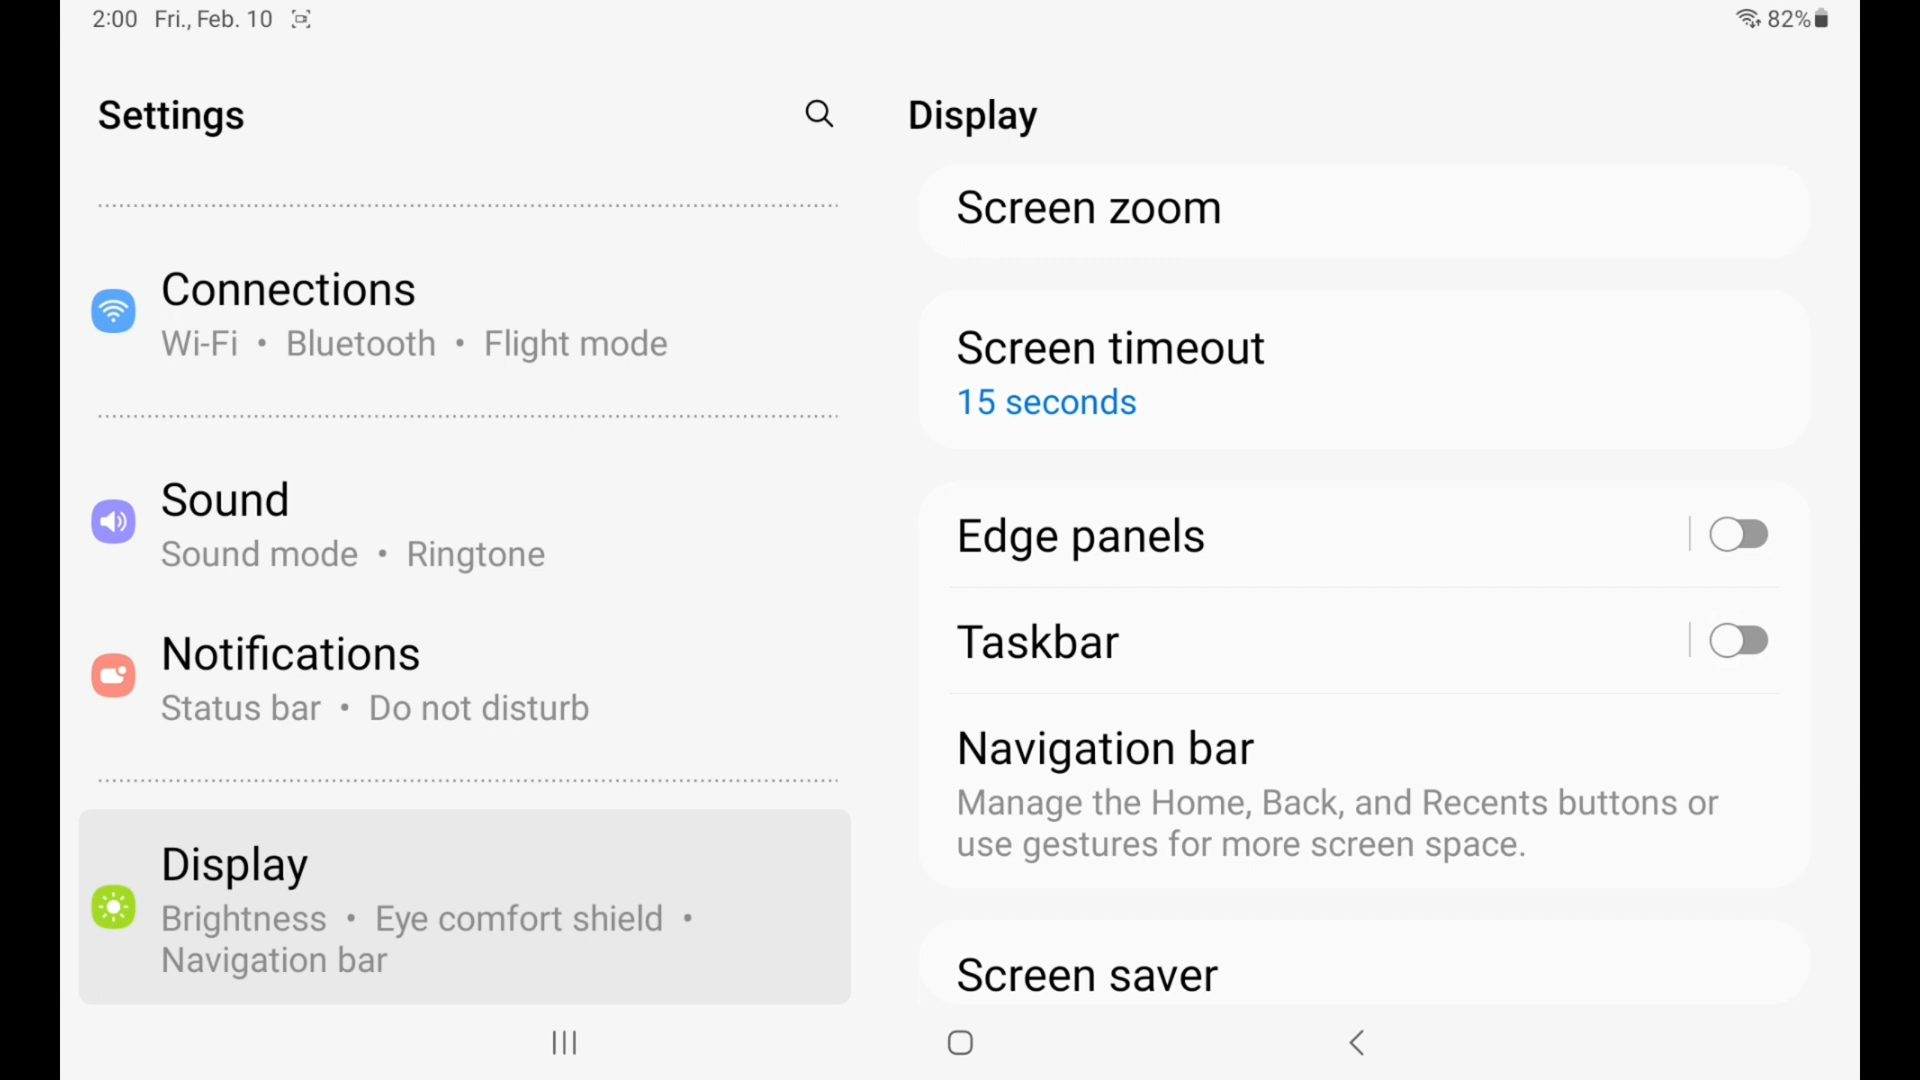 2:00 Fri., Feb. 10
82%
Settings
Connections
Wi-Fi • Bluetooth • Flight mode
Sound
Sound mode • Ringtone
Notifications
Status bar • Do not disturb
Display
Brightness • Eye comfort shield •
Navigation bar
Display
Screen zoom
Screen timeout
15 seconds
Edge panels
Taskbar
Navigation bar
Manage the Home, Back, and Recents buttons or
use gestures for more screen space.
Screen saver